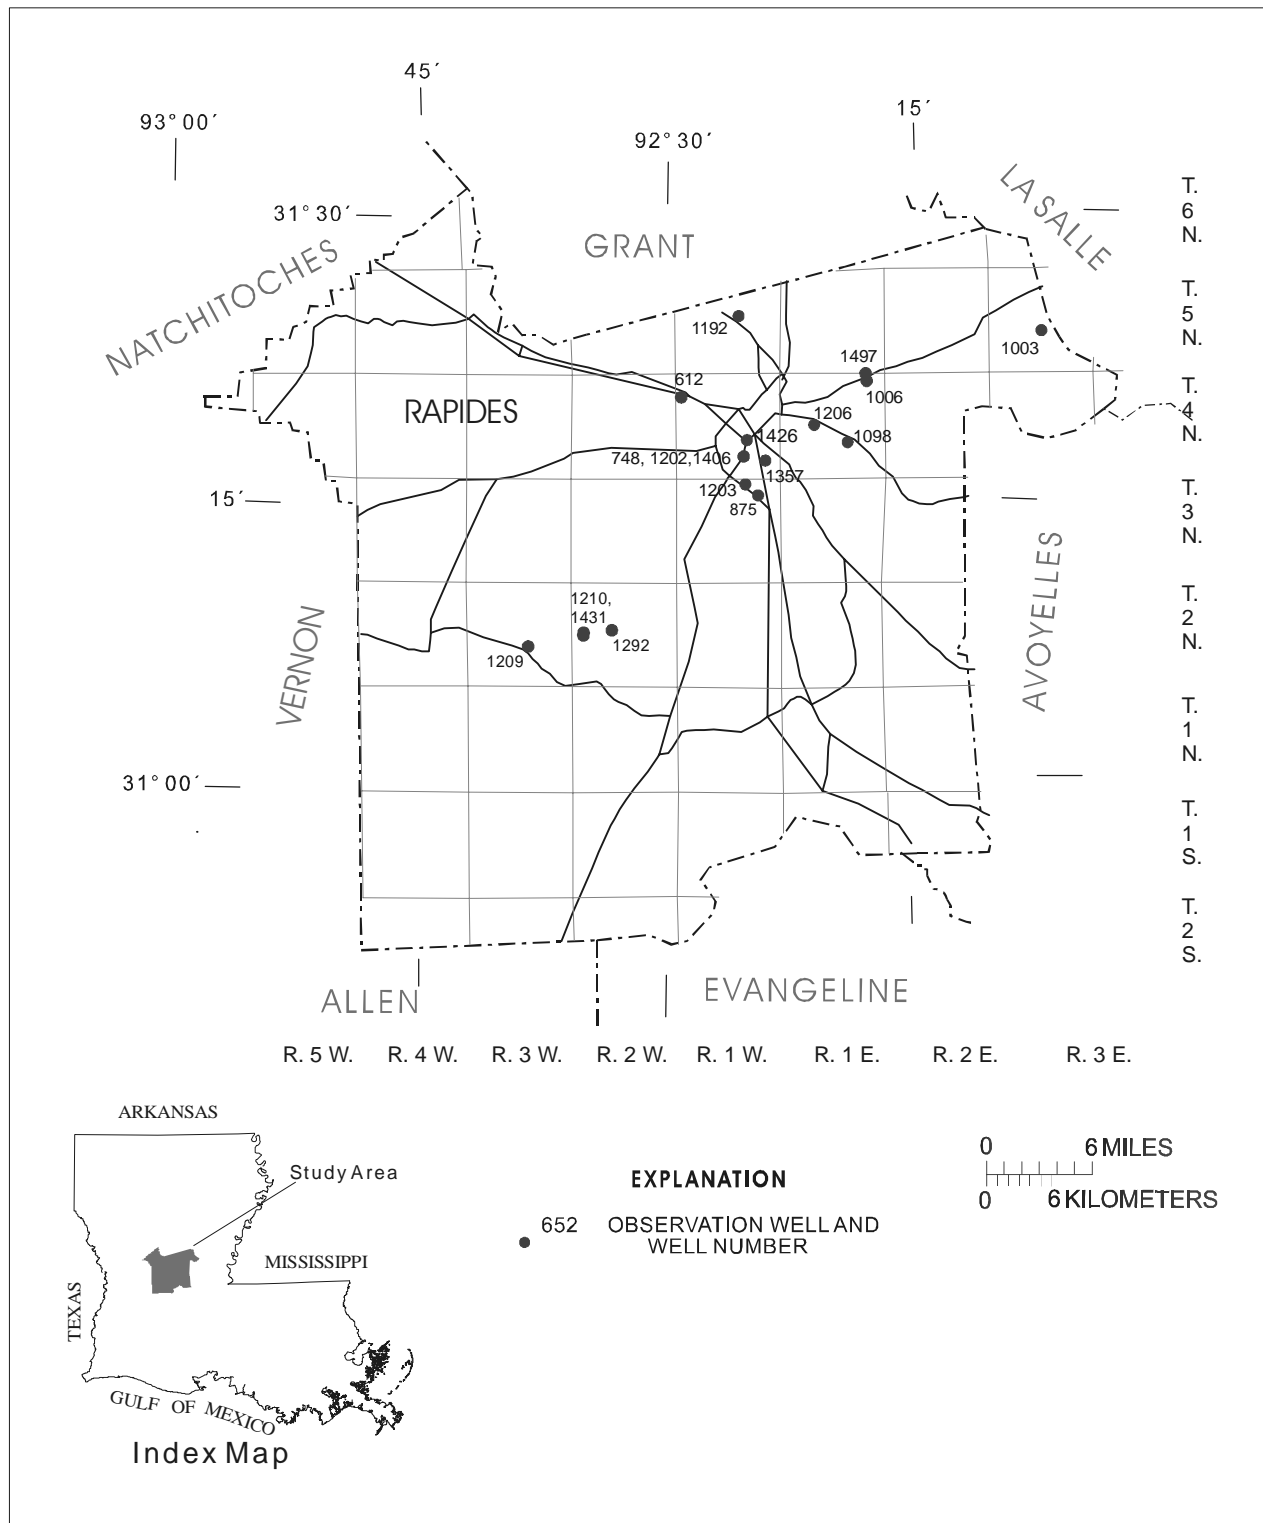 45′
93° 00′
15′
92° 30′
LA SALLE
T.
6
N.
31° 30′
GRANT
NATCHITOCHES
T.
5
N.
1192
1003
1497
612
1006
T.
4
N.
RAPIDES
1206
1426
1098
748, 1202,1406
1357
15′
1203
875
T.
3
N.
AVOYELLES
1210,
1431
T.
2
N.
VERNON
1292
1209
T.
1
N.
31° 00′
T.
1
S.
T.
2
S.
ALLEN
EVANGELINE
R. 5 W.
R. 4 W.
R. 3 W.
R. 2 W.
R. 1 W.
R. 1 E.
R. 2 E.
R. 3 E.
ARKANSAS
Study Area
MISSISSIPPI
TEXAS
GULF OF MEXICO
Index Map
EXPLANATION
652 OBSERVATION WELL AND
WELL NUMBER
0 6 MILES
0 6 KILOMETERS